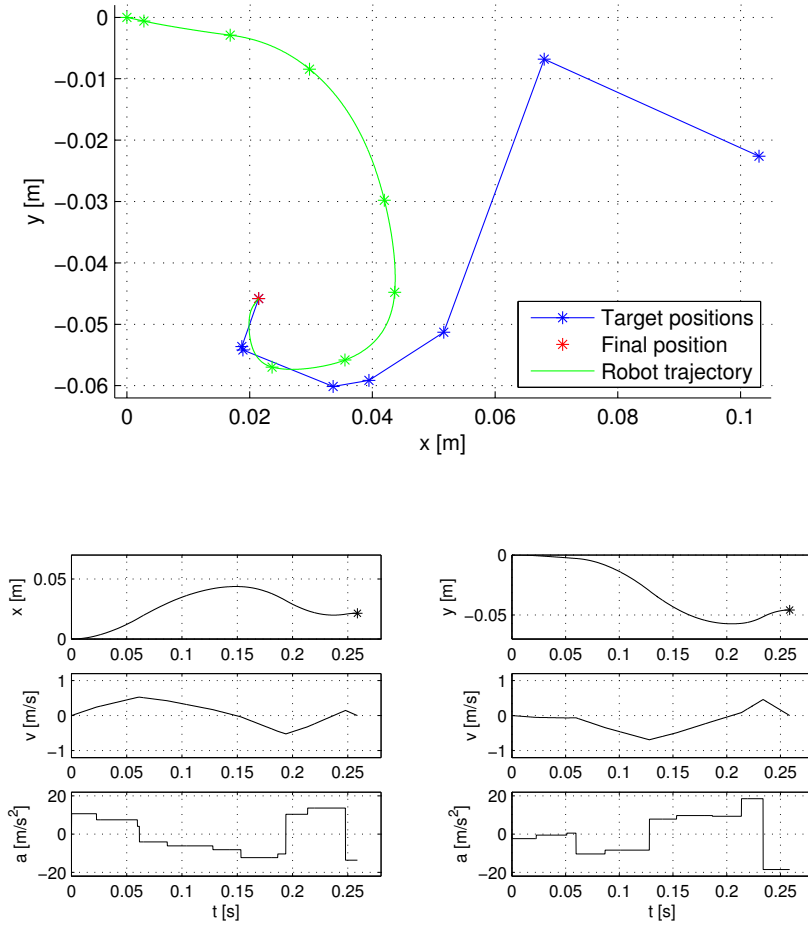 0
−0.01
−0.02
−0.03
−0.04
−0.05
−0.06
y [m]
0 0.02 0.04 0.06 0.08 0.1
x [m]
Target positions
Final position
Robot trajectory
0.05
0
x [m]
0 0.05 0.1 0.15 0.2 0.25
0
−0.05
y [m]
0 0.05 0.1 0.15 0.2 0.25
1
0
−1
v [m/s]
0 0.05 0.1 0.15 0.2 0.25
1
0
−1
v [m/s]
0 0.05 0.1 0.15 0.2 0.25
20
0
−20
a [m/s²]
0 0.05 0.1 0.15 0.2 0.25
t [s]
20
0
−20
a [m/s²]
0 0.05 0.1 0.15 0.2 0.25
t [s]